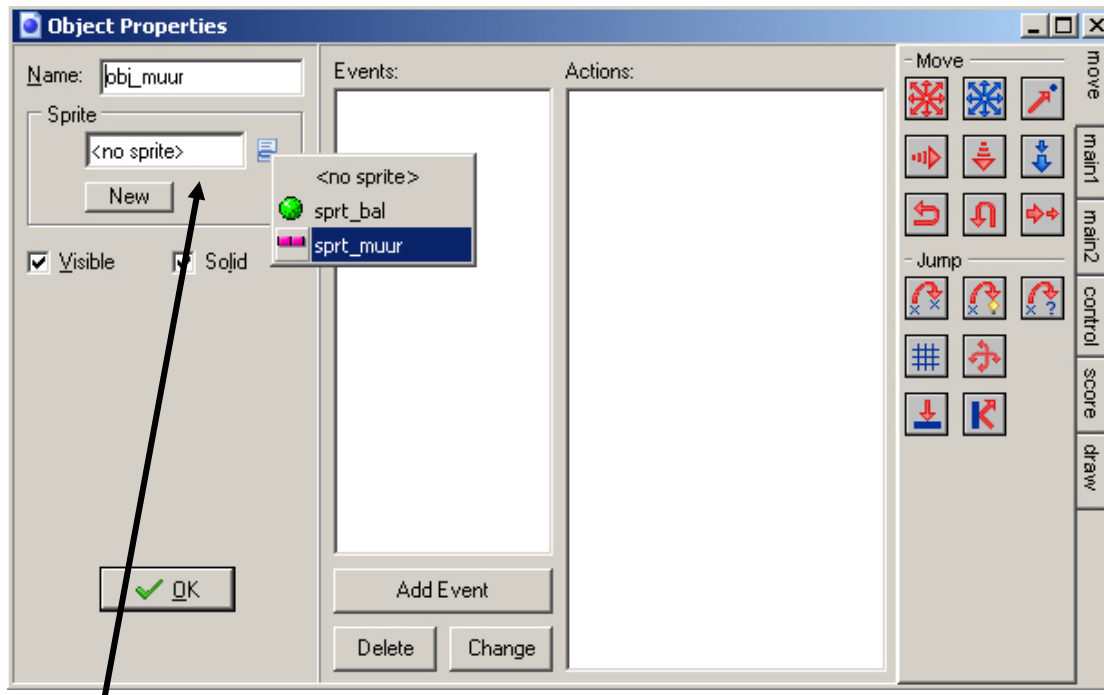 Object Properties
Name: obj_muur
Sprite
<no sprite>
New
Visible Solid
OK
<no sprite>
sprt_bal
sprt_muur
Events:
Add Event
Delete Change
Actions:
Move
Jump
move
main1
main2
control
score
draw